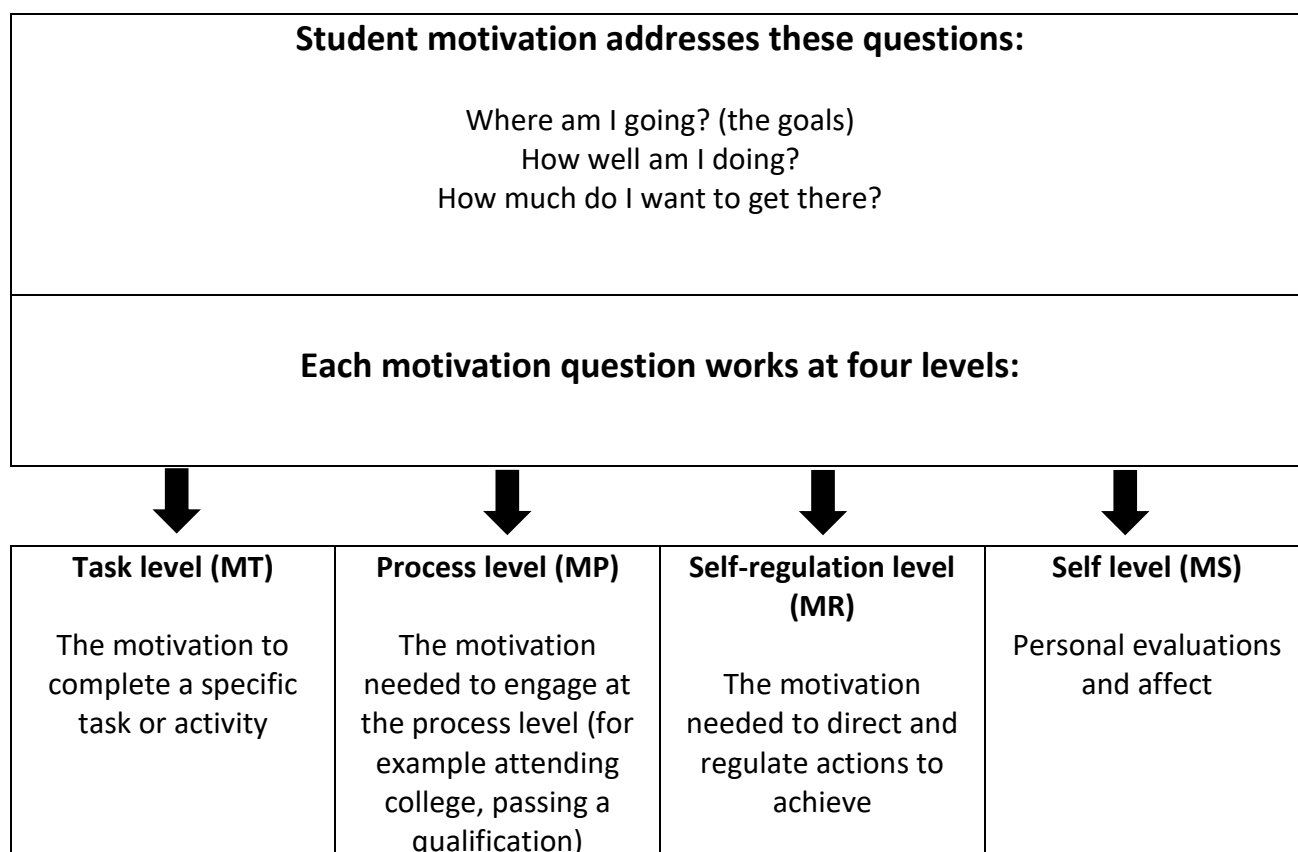 Student motivation addresses these questions:
Where am I going? (the goals)
How well am I doing?
How much do I want to get there?
Each motivation question works at four levels:
Task level (MT)
The motivation to
complete a specific
task or activity
Process level (MP)
The motivation
needed to engage at
the process level (for
example attending
college, passing a
qualification)
Self-regulation level
(MR)
The motivation
needed to direct and
regulate actions to
achieve
Self level (MS)
Personal evaluations
and affect